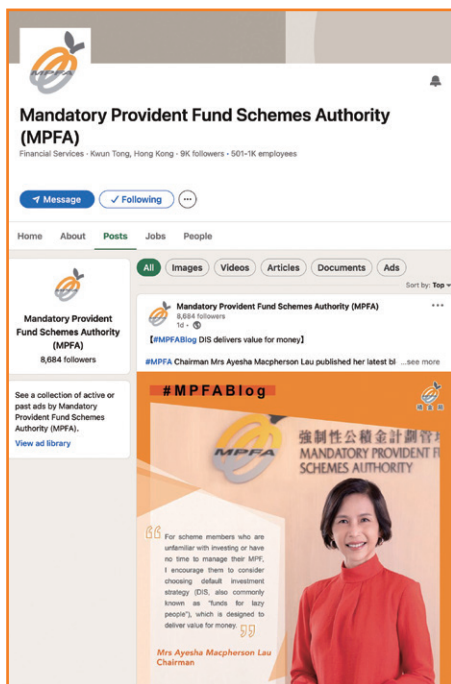 MPFA
Mandatory Provident Fund Schemes Authority
(MPFA)
Financial Services · Kwun Tong, Hong Kong · 9K followers · 501-1K employees
Message
Following
Home About Posts Jobs People
All Images Videos Articles Documents Ads
Sort by: Top
Mandatory Provident
Fund Schemes Authority
(MPFA)
8,684 followers
See a collection of active or
past ads by Mandatory
Provident Fund Schemes
Authority (MPFA).
View ad library
Mandatory Provident Fund Schemes Authority (MPFA)
8,684 followers
1d ·
【#MPFABlog DIS delivers value for money】
#MPFA Chairman Mrs Ayesha Macpherson Lau published her latest bl ...see more
#MPFABlog
積金局
MPFA
強制性公積金計劃管
MANDATORY PROVIDENT F
SCHEMES AUTHORITY
“For scheme members who are
unfamiliar with investing or have
no time to manage their MPF,
I encourage them to consider
choosing default investment
strategy (DIS, also commonly
known as "funds for lazy
people"), which is designed to
deliver value for money.”
Mrs Ayesha Macpherson Lau
Chairman